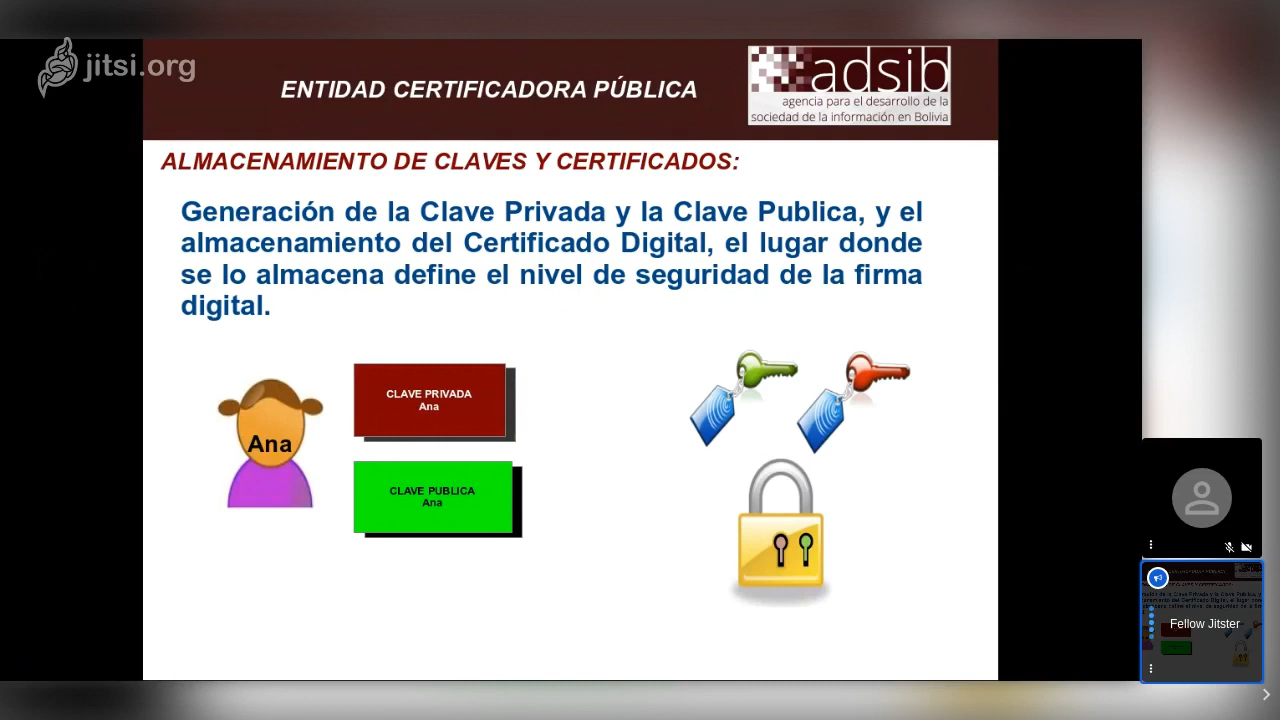 jitsi.org
ENTIDAD CERTIFICADORA PÚBLICA
adsib
agencia para el desarrollo de la
sociedad de la información en Bolivia
ALMACENAMIENTO DE CLAVES Y CERTIFICADOS:
Generación de la Clave Privada y la Clave Publica, y el
almacenamiento del Certificado Digital, el lugar donde
se lo almacena define el nivel de seguridad de la firma
digital.
CLAVE PRIVADA
Ana
Ana
CLAVE PUBLICA
Ana
Fellow Jitster